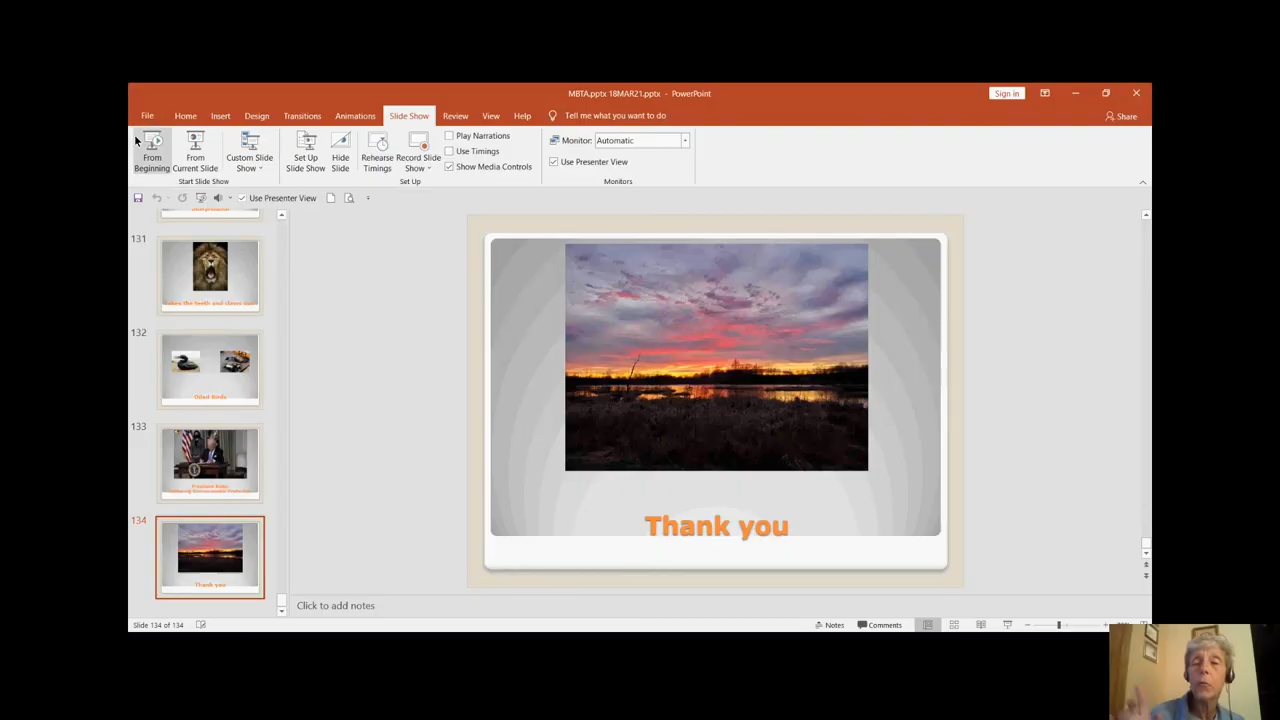 MBTA.pptx 18MAR21.pptx - PowerPoint
Sign in
File Home Insert Design Transitions Animations Slide Show Review View Help Tell me what you want to do
Share
From Beginning
From Current Slide
Custom Slide Show
Set Up Slide Show
Hide Slide
Rehearse Timings
Record Slide Show
Play Narrations
Use Timings
Show Media Controls
Monitor: Automatic
Use Presenter View
Start Slide Show
Set Up
Monitors
Use Presenter View
131
132
133
134
Thank you
Thank you
Click to add notes
Slide 134 of 134
Notes
Comments